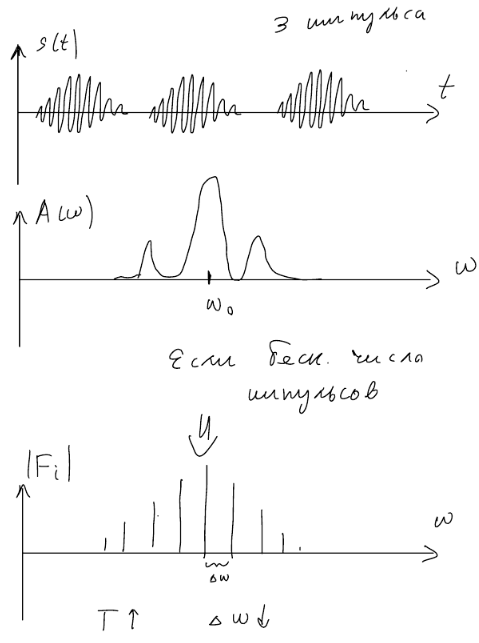 3 импульса
s(t)
t
A(ω)
ω
ω₀
Если беск. число
импульсов
|Fᵢ|
ω
Δω
T↑ Δω↓